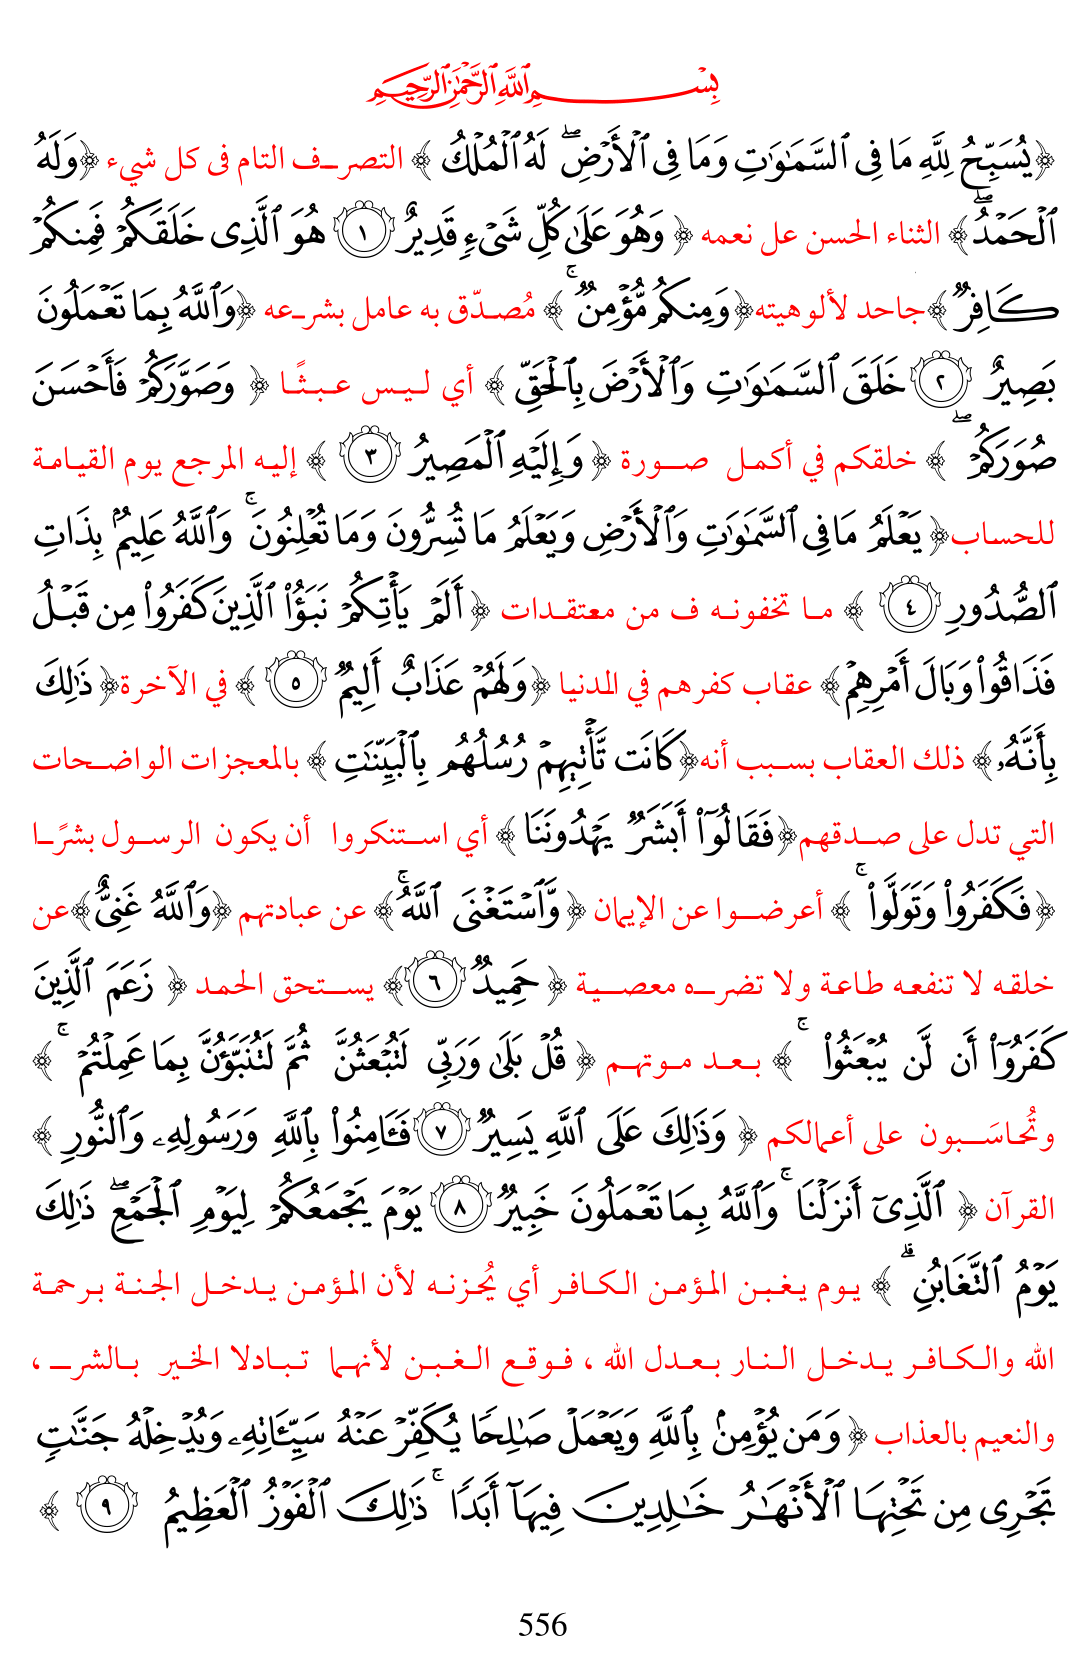 بِسْمِ ٱللَّهِ ٱلرَّحْمَٰنِ ٱلرَّحِيمِ
﴿يُسَبِّحُ لِلَّهِ مَا فِى ٱلسَّمَٰوَٰتِ وَمَا فِى ٱلْأَرْضِ ۖ لَهُ ٱلْمُلْكُ ﴾ التصرف التام فى كل شيء ﴿وَلَهُ
ٱلْحَمْدُ ۖ﴾ الثناء الحسن عل نعمه ﴿ وَهُوَ عَلَىٰ كُلِّ شَىْءٍ قَدِيرٌ ١ هُوَ ٱلَّذِى خَلَقَكُمْ فَمِنكُمْ
كَافِرٌ ﴾جاحد لألوهيته﴿وَمِنكُم مُّؤْمِنٌ ۚ ﴾ مُصدّق به عامل بشرعه ﴿وَٱللَّهُ بِمَا تَعْمَلُونَ
بَصِيرٌ ٢ خَلَقَ ٱلسَّمَٰوَٰتِ وَٱلْأَرْضَ بِٱلْحَقِّ ﴾ أي ليس عبثًا ﴿ وَصَوَّرَكُمْ فَأَحْسَنَ
صُوَرَكُمْ ۖ ﴾ خلقكم في أكمل صورة ﴿ وَإِلَيْهِ ٱلْمَصِيرُ ٣ ﴾ إليه المرجع يوم القيامة
للحساب﴿ يَعْلَمُ مَا فِى ٱلسَّمَٰوَٰتِ وَٱلْأَرْضِ وَيَعْلَمُ مَا تُسِرُّونَ وَمَا تُعْلِنُونَ ۚ وَٱللَّهُ عَلِيمٌۢ بِذَاتِ
ٱلصُّدُورِ ٤ ﴾ ما تخفونه ف من معتقدات ﴿ أَلَمْ يَأْتِكُمْ نَبَؤُا۟ ٱلَّذِينَ كَفَرُوا۟ مِن قَبْلُ
فَذَاقُوا۟ وَبَالَ أَمْرِهِمْ ﴾ عقاب كفرهم في المدنيا ﴿وَلَهُمْ عَذَابٌ أَلِيمٌ ٥ ﴾ في الآخرة﴿ ذَٰلِكَ
بِأَنَّهُۥ ﴾ ذلك العقاب بسبب أنه﴿كَانَت تَّأْتِيهِمْ رُسُلُهُم بِٱلْبَيِّنَٰتِ ﴾ بالمعجزات الواضحات
التي تدل على صدقهم﴿فَقَالُوٓا۟ أَبَشَرٌ يَهْدُونَنَا ﴾ أي استنكروا أن يكون الرسول بشرًا
﴿فَكَفَرُوا۟ وَتَوَلَّوا۟ ۚ ﴾ أعرضوا عن الإيمان ﴿ وَّٱسْتَغْنَى ٱللَّهُ ۚ﴾ عن عبادتهم ﴿وَٱللَّهُ غَنِىٌّ﴾عن
خلقه لا تنفعه طاعة ولا تضره معصية ﴿ حَمِيدٌ ٦﴾ يستحق الحمد ﴿ زَعَمَ ٱلَّذِينَ
كَفَرُوٓا۟ أَن لَّن يُبْعَثُوا۟ ۚ ﴾ بعد موتهم ﴿ قُلْ بَلَىٰ وَرَبِّى لَتُبْعَثُنَّ ثُمَّ لَتُنَبَّؤُنَّ بِمَا عَمِلْتُمْ ۚ ﴾
وتُحاسَبون على أعمالكم ﴿ وَذَٰلِكَ عَلَى ٱللَّهِ يَسِيرٌ ٧ فَـَٔامِنُوا۟ بِٱللَّهِ وَرَسُولِهِۦ وَٱلنُّورِ ﴾
القرآن ﴿ ٱلَّذِىٓ أَنزَلْنَا ۚ وَٱللَّهُ بِمَا تَعْمَلُونَ خَبِيرٌ ٨ يَوْمَ يَجْمَعُكُمْ لِيَوْمِ ٱلْجَمْعِ ۖ ذَٰلِكَ
يَوْمُ ٱلتَّغَابُنِ ۗ ﴾ يوم يغبن المؤمن الكافر أي يُحزنه لأن المؤمن يدخل الجنة برحمة
الله والكافر يدخل النار بعدل الله ، فوقع الغبن لأنهما تبادلا الخير بالشر ،
والنعيم بالعذاب ﴿ وَمَن يُؤْمِنۢ بِٱللَّهِ وَيَعْمَلْ صَٰلِحًا يُكَفِّرْ عَنْهُ سَيِّـَٔاتِهِۦ وَيُدْخِلْهُ جَنَّٰتٍ
تَجْرِى مِن تَحْتِهَا ٱلْأَنْهَٰرُ خَٰلِدِينَ فِيهَآ أَبَدًا ۚ ذَٰلِكَ ٱلْفَوْزُ ٱلْعَظِيمُ ٩ ﴾
556